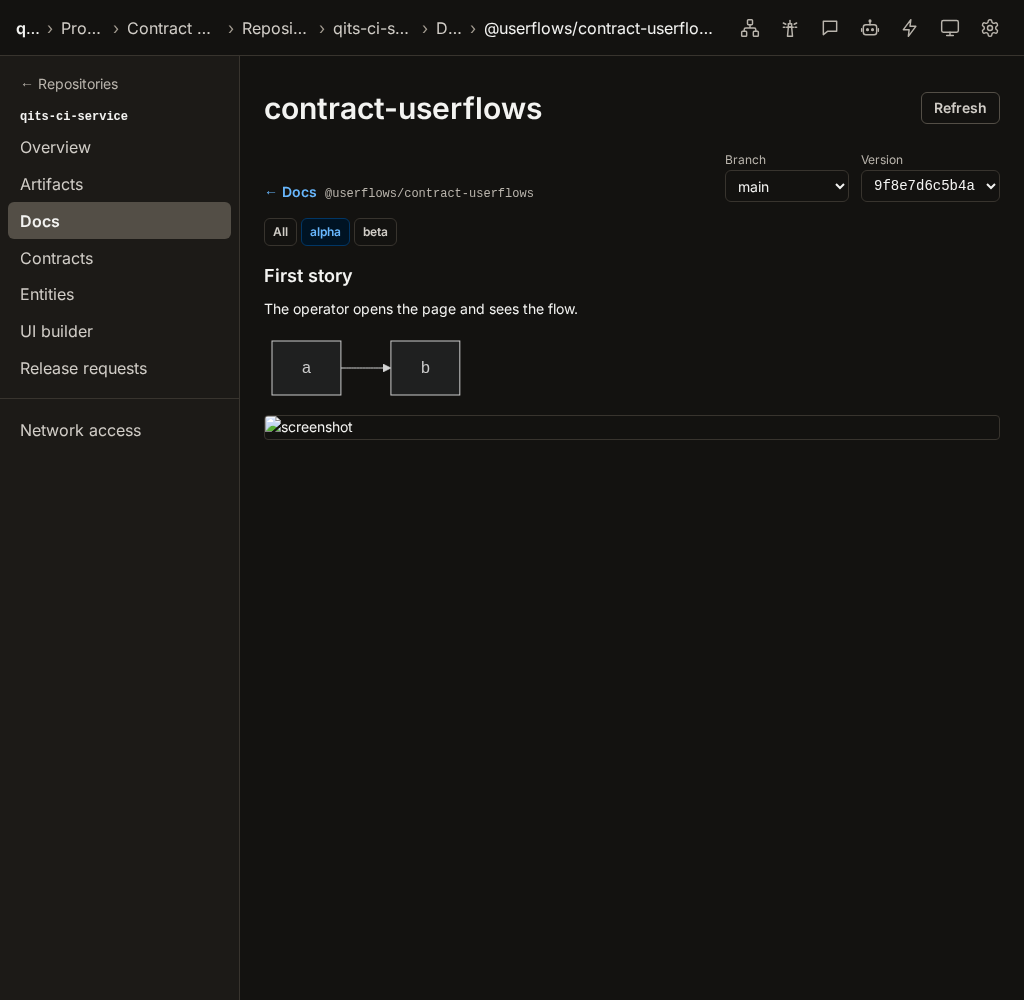 q… › Pro… › Contract … › Reposi… › qits-ci-s… › D… › @userflows/contract-userflo…
← Repositories
qits-ci-service
Overview
Artifacts
Docs
Contracts
Entities
UI builder
Release requests
Network access
contract-userflows
Refresh
Branch
Version
← Docs @userflows/contract-userflows
main
9f8e7d6c5b4a
All
alpha
beta
First story
The operator opens the page and sees the flow.
a
b
screenshot